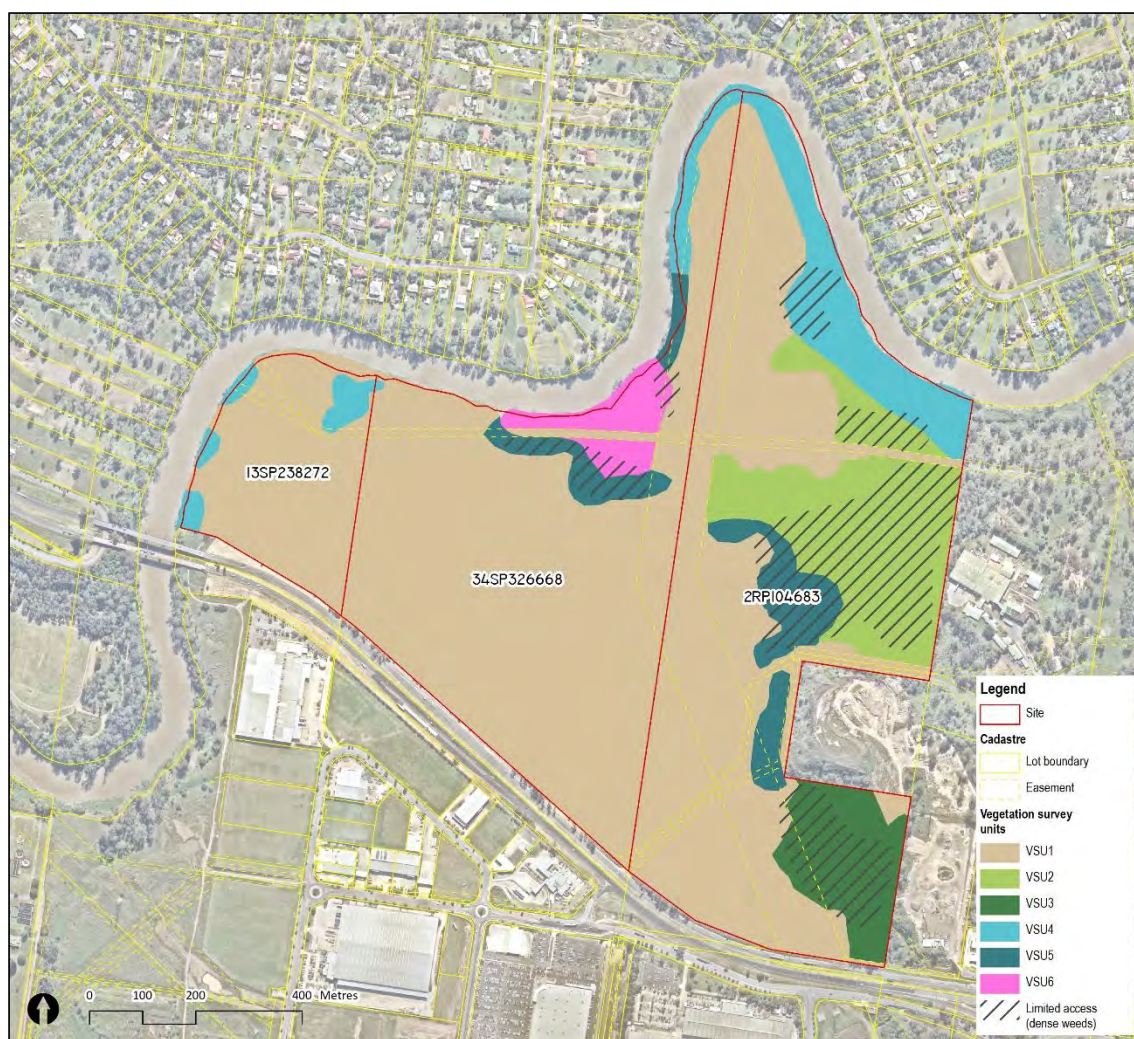 13SP238272
34SP326668
2RP104683
Legend
Site
Cadastre
Lot boundary
Easement
Vegetation survey
units
VSU1
VSU2
VSU3
VSU4
VSU5
VSU6
Limited access
(dense weeds)
0 100 200 400 Metres